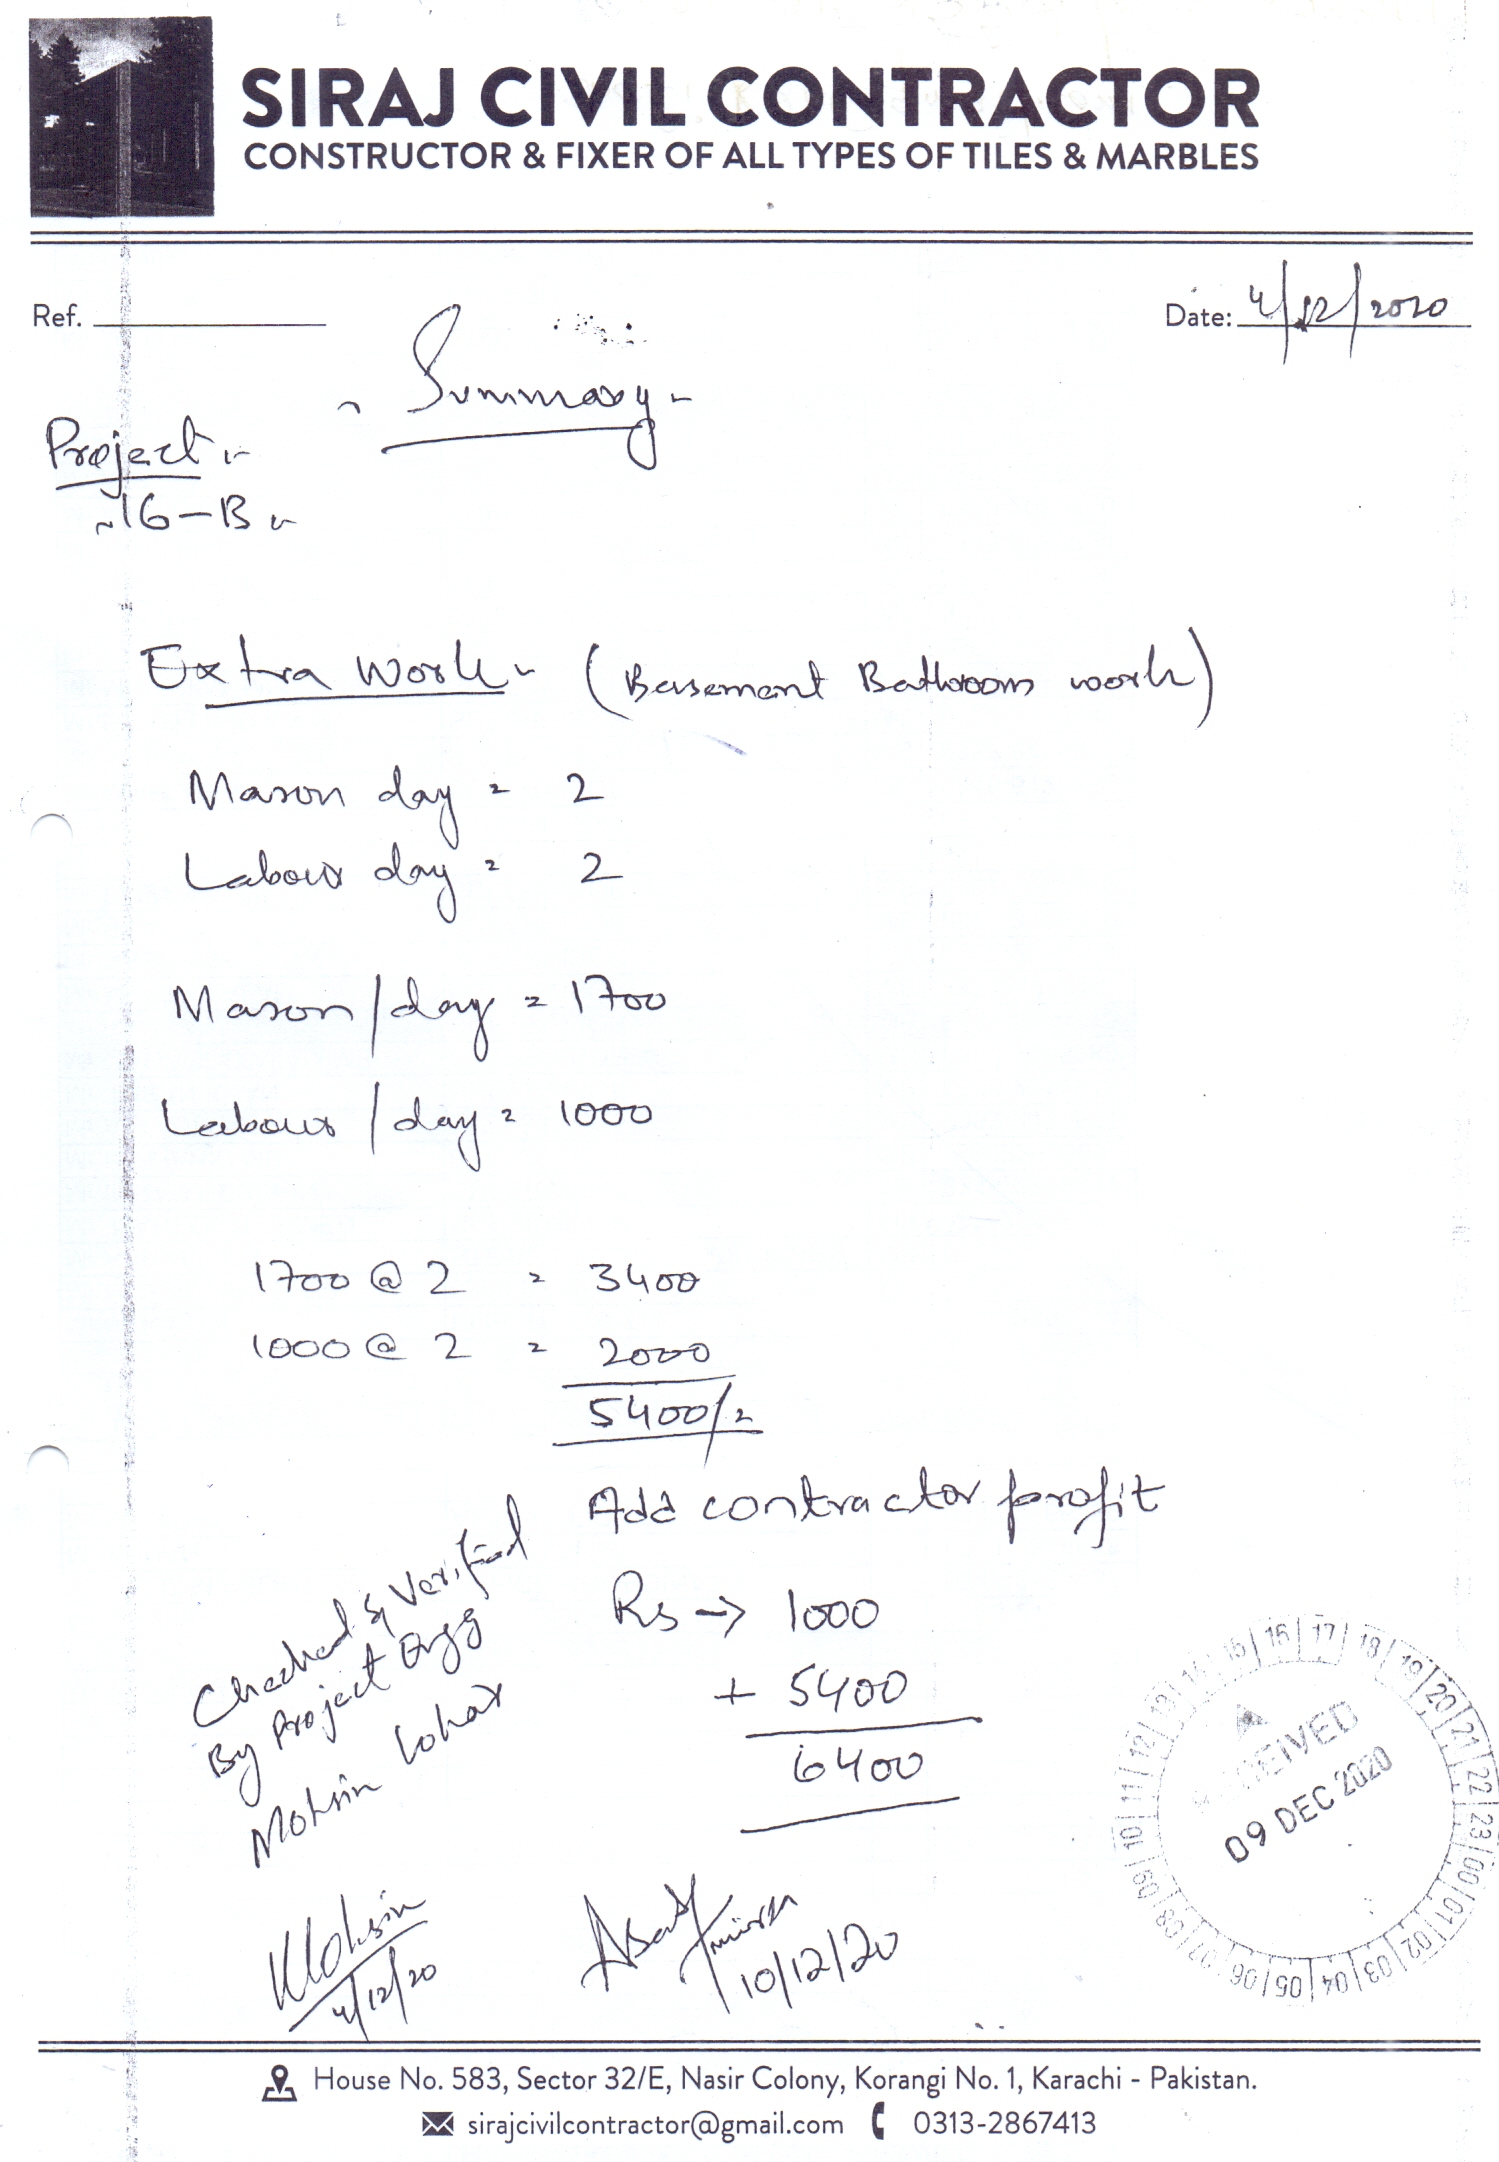 SIRAJ CIVIL CONTRACTOR
CONSTRUCTOR & FIXER OF ALL TYPES OF TILES & MARBLES
Ref.
Date: 4/12/2020
Summary
Project
16-B
Extra Work (Basement Bathroom work)
Mason day = 2
Labour day = 2
Mason/day = 1700
Labour/day = 1000
1700 @ 2 = 3400
1000 @ 2 = 2000
5400/=
Add contractor profit
Rs → 1000
+ 5400
6400
Checked & Verified
By Project Engg
Mohsin Lohar
Mohsin
4/12/20
Asad
10/12/20
RECEIVED
09 DEC 2020
00 01 02 03 04 05 06 07 08 09 10 11 12 13 14 15 16 17 18 19 20 21 22 23
House No. 583, Sector 32/E, Nasir Colony, Korangi No. 1, Karachi - Pakistan.
sirajcivilcontractor@gmail.com 0313-2867413